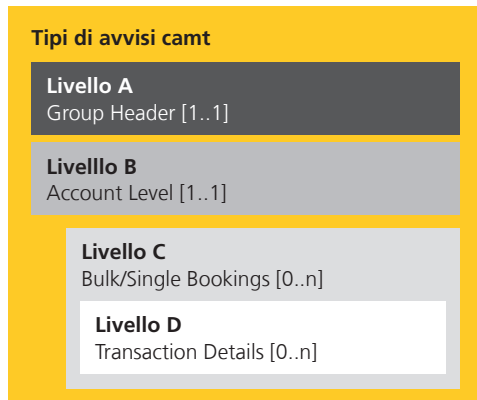 Tipi di avvisi camt
Livello A
Group Header [1..1]
Livelllo B
Account Level [1..1]
Livello C
Bulk/Single Bookings [0..n]
Livello D
Transaction Details [0..n]